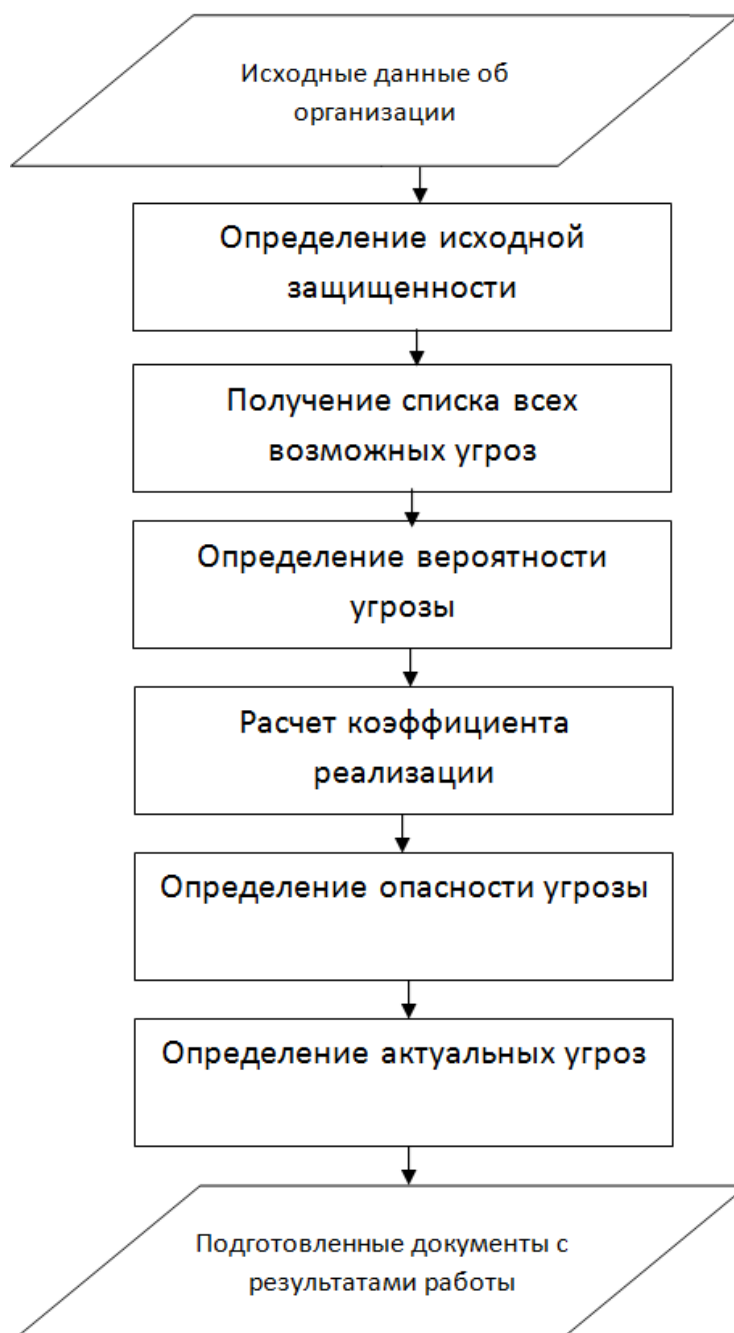 Исходные данные об
организации
Определение исходной
защищенности
Получение списка всех
возможных угроз
Определение вероятности
угрозы
Расчет коэффициента
реализации
Определение опасности угрозы
Определение актуальных угроз
Подготовленные документы с
результатами работы